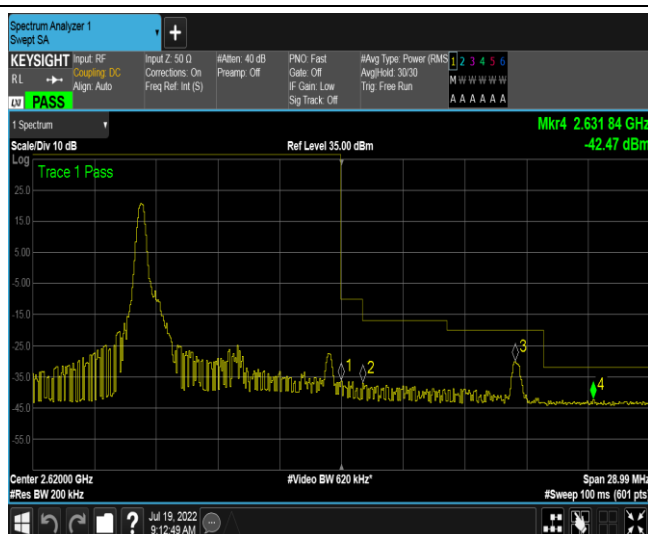 Spectrum Analyzer 1
Swept SA
+
KEYSIGHT Input: RF Input Z: 50 Ω #Atten: 40 dB PNO: Fast #Avg Type: Power (RMS 1 2 3 4 5 6
RL Coupling: DC Corrections: On Preamp: Off Gate: Off Avg|Hold: 30/30 M W W W W W
Align: Auto Freq Ref: Int (S) IF Gain: Low Trig: Free Run
LXI PASS Sig Track: Off A A A A A A
1 Spectrum Mkr4 2.631 84 GHz
Scale/Div 10 dB Ref Level 35.00 dBm -42.47 dBm
Log Trace 1 Pass
25.0
15.0
5.00
-5.00
-15.0
-25.0
-35.0
-45.0
-55.0
1 2 3 4
Center 2.62000 GHz #Video BW 620 kHz* Span 28.99 MHz
#Res BW 200 kHz #Sweep 100 ms (601 pts)
? Jul 19, 2022
9:12:49 AM